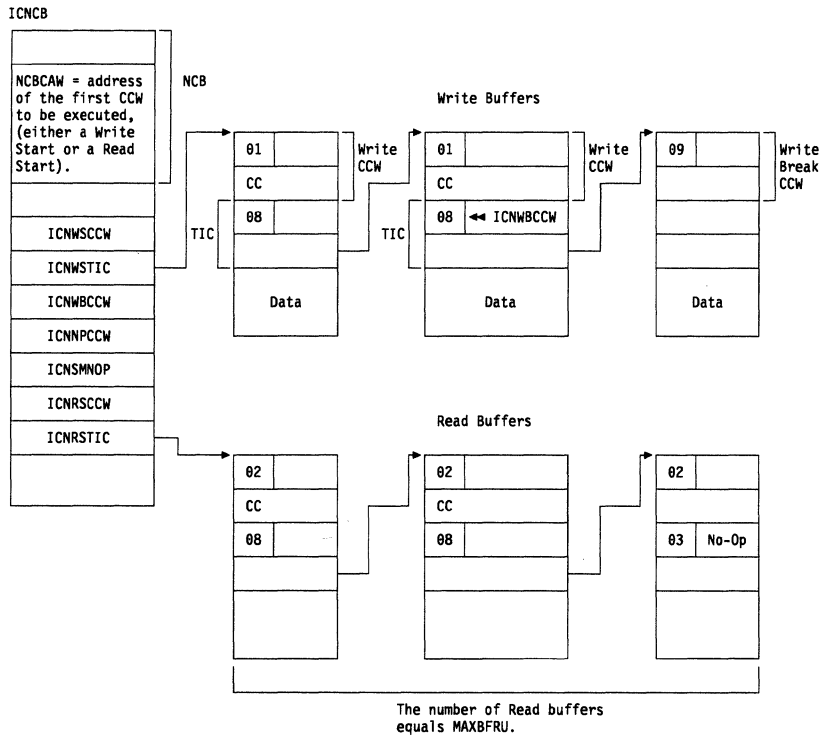 ICNCB
NCBCAW = address
of the first CCW
to be executed,
(either a Write
Start or a Read
Start).
NCB
ICNWSCCW
ICNWSTIC
ICNWBCCW
ICNNPCCW
ICNSMNOP
ICNRSCCW
ICNRSTIC
Write Buffers
01
CC
08
Data
Write
CCW
TIC
01
CC
08 ◄◄ ICNWBCCW
Data
Write
CCW
TIC
09
Data
Write
Break
CCW
Read Buffers
02
CC
08
02
CC
08
02
03 No-Op
The number of Read buffers
equals MAXBFRU.